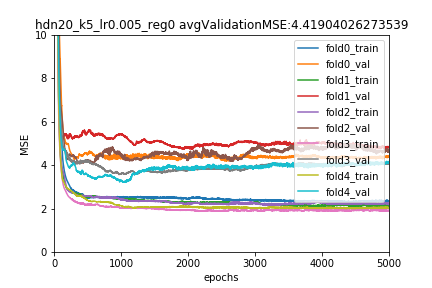 hdn20_k5_lr0.005_reg0 avgValidationMSE:4.41904026273539
10
8
6
4
2
0
MSE
fold0_train
fold0_val
fold1_train
fold1_val
fold2_train
fold2_val
fold3_train
fold3_val
fold4_train
fold4_val
0 1000 2000 3000 4000 5000
epochs